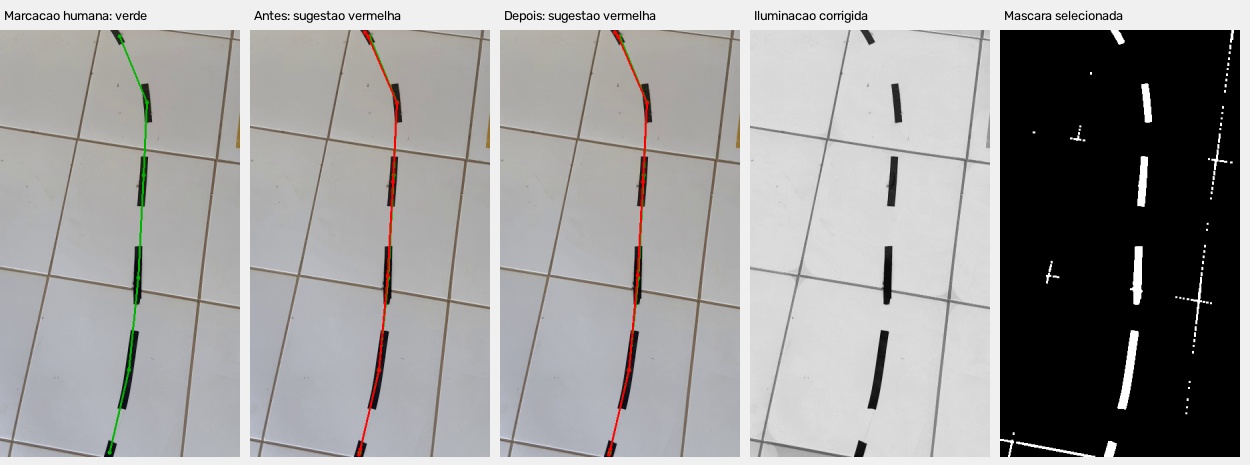 Marcacao humana: verde
Antes: sugestao vermelha
Depois: sugestao vermelha
Iluminacao corrigida
Mascara selecionada